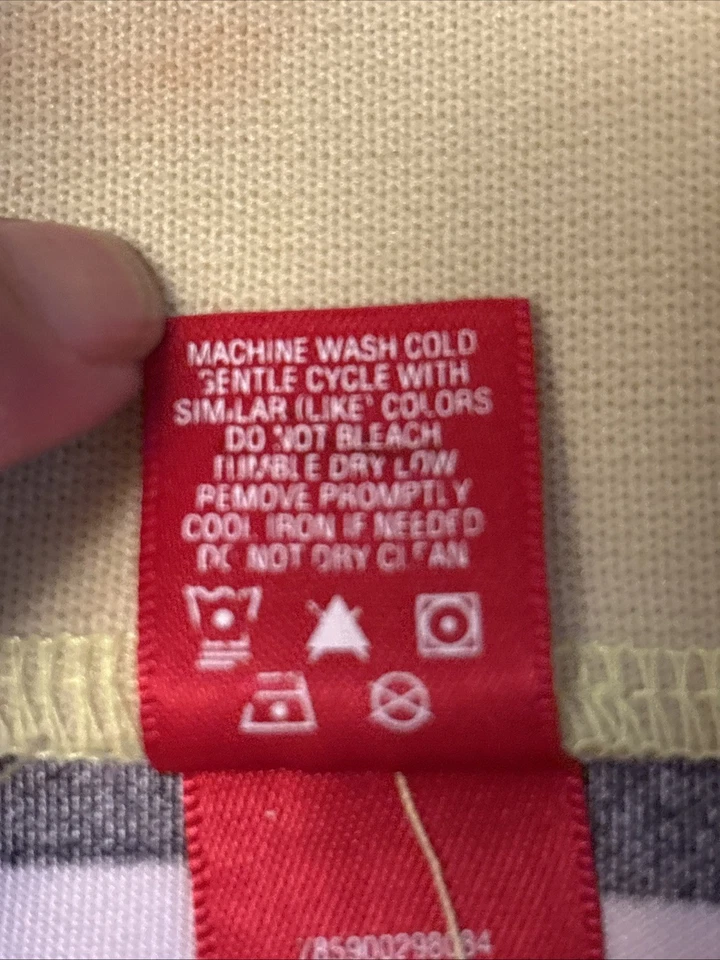 MACHINE WASH COLD
GENTLE CYCLE WITH
SIMILAR (LIKE) COLORS
DO NOT BLEACH
TUMBLE DRY LOW
REMOVE PROMPTLY
COOL IRON IF NEEDED
DO NOT DRY CLEAN